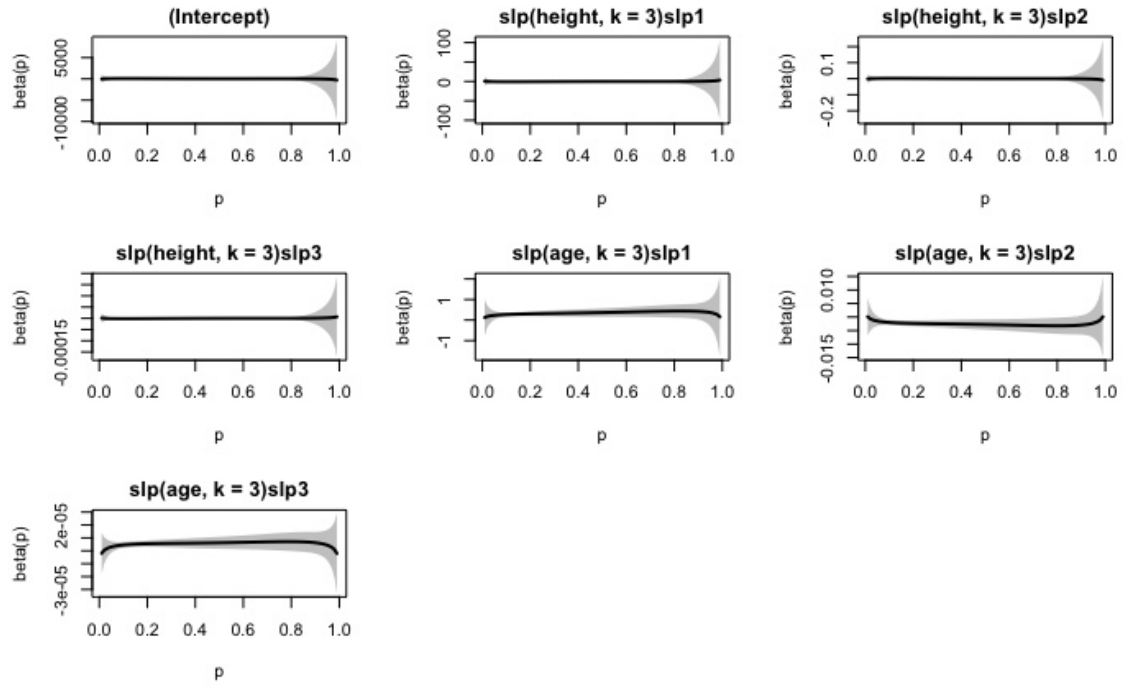 (Intercept)
beta(p)
50000
-10000
0.0 0.2 0.4 0.6 0.8 1.0
p
slp(height, k = 3)slp1
beta(p)
100
0
-100
0.0 0.2 0.4 0.6 0.8 1.0
p
slp(height, k = 3)slp2
beta(p)
0.1
-0.2
0.0 0.2 0.4 0.6 0.8 1.0
p
slp(height, k = 3)slp3
beta(p)
-0.00015
0.0 0.2 0.4 0.6 0.8 1.0
p
slp(age, k = 3)slp1
beta(p)
1
-1
0.0 0.2 0.4 0.6 0.8 1.0
p
slp(age, k = 3)slp2
beta(p)
0.010
-0.015
0.0 0.2 0.4 0.6 0.8 1.0
p
slp(age, k = 3)slp3
beta(p)
2e-05
-3e-05
0.0 0.2 0.4 0.6 0.8 1.0
p